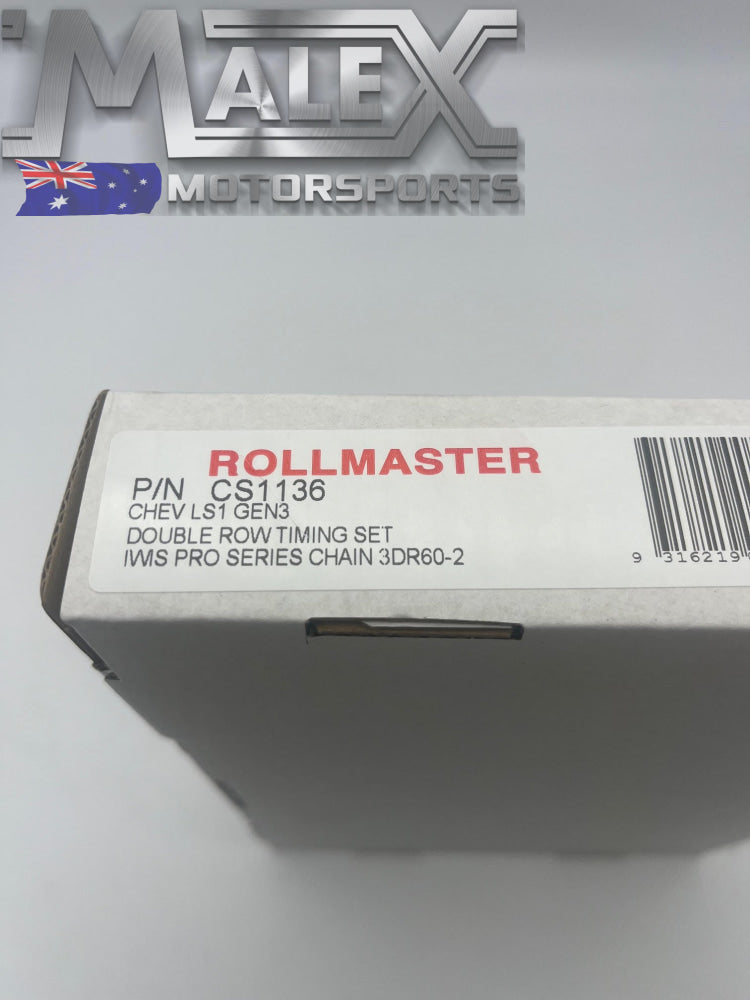 MALEX
MOTORSPORTS
ROLLMASTER
P/N CS1136
CHEV LS1 GEN3
DOUBLE ROW TIMING SET
IWIS PRO SERIES CHAIN 3DR60-2
9 316219